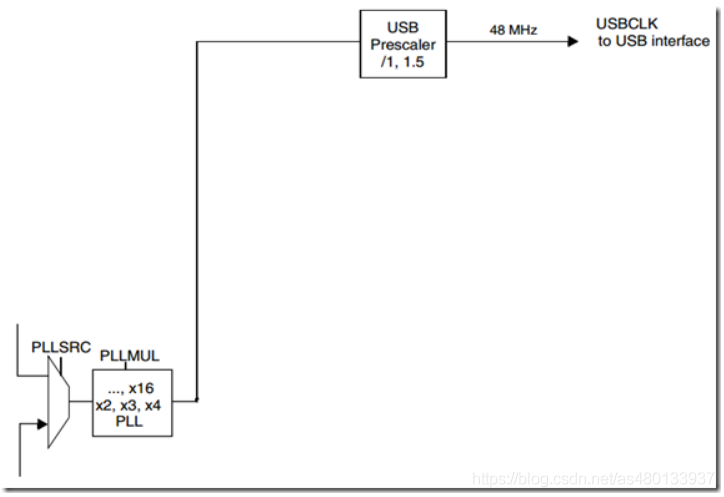 USB
Prescaler
/1, 1.5
48 MHz
USBCLK
to USB interface
PLLSRC
PLLMUL
..., x16
x2, x3, x4
PLL
https://blog.csdn.net/as480133937